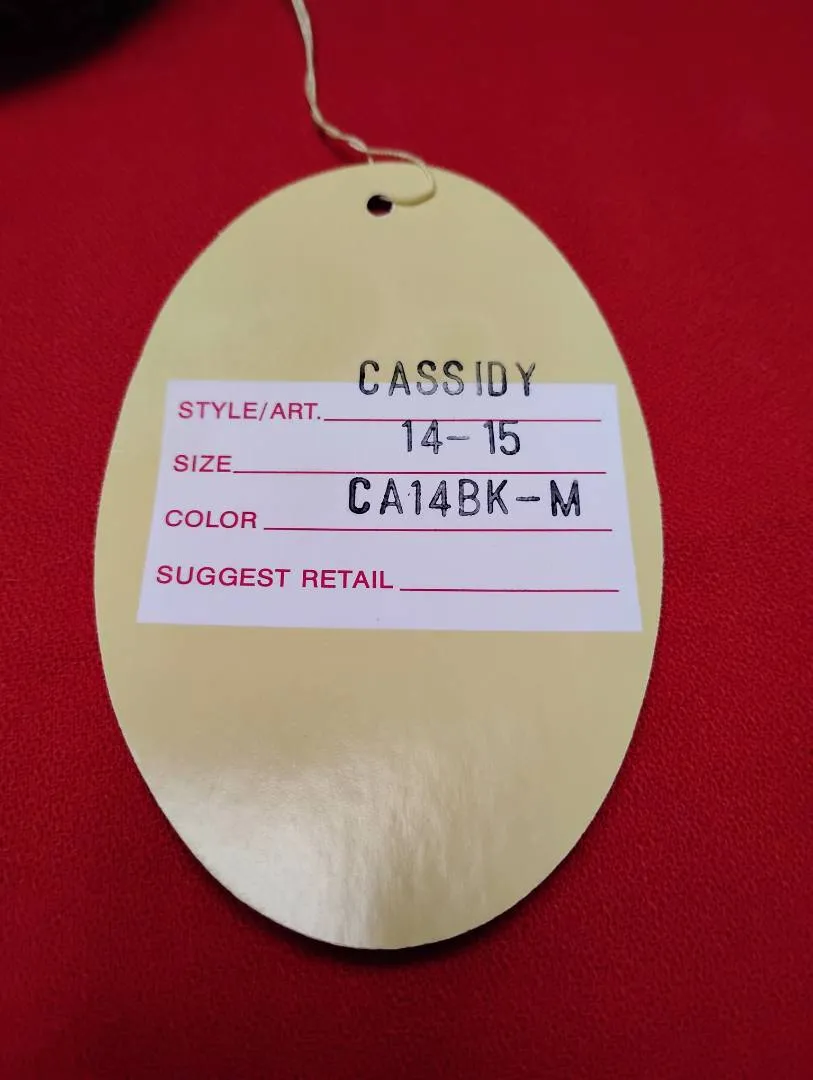 STYLE/ART. CASSIDY
SIZE 14-15
COLOR CA14BK-M
SUGGEST RETAIL